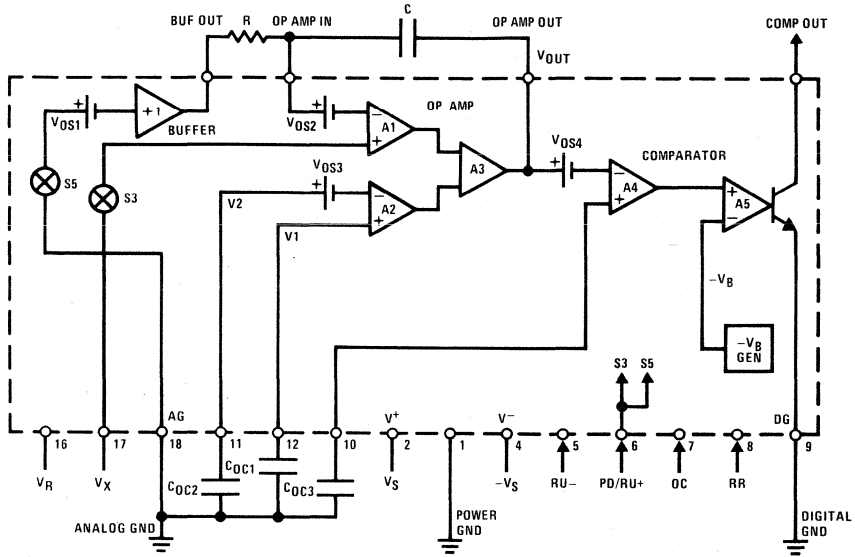 C
BUF OUT R OP AMP IN OP AMP OUT COMP OUT
VOUT
VOS1 +
+1
BUFFER
+
VOS2
−
A1
+
OP AMP
A3
VOS4
+
−
A4
+
COMPARATOR
+
A5
−
S5
S3
VOS3
+
−
A2
+
V2
V1
−VB
−VB
GEN
S3 S5
AG V+ V− DG
16 17 18 11 12 10 2 1 4 5 6 7 8 9
VR VX COC2 COC1 COC3 VS −VS RU− PD/RU+ OC RR
ANALOG GND
POWER
GND
DIGITAL
GND